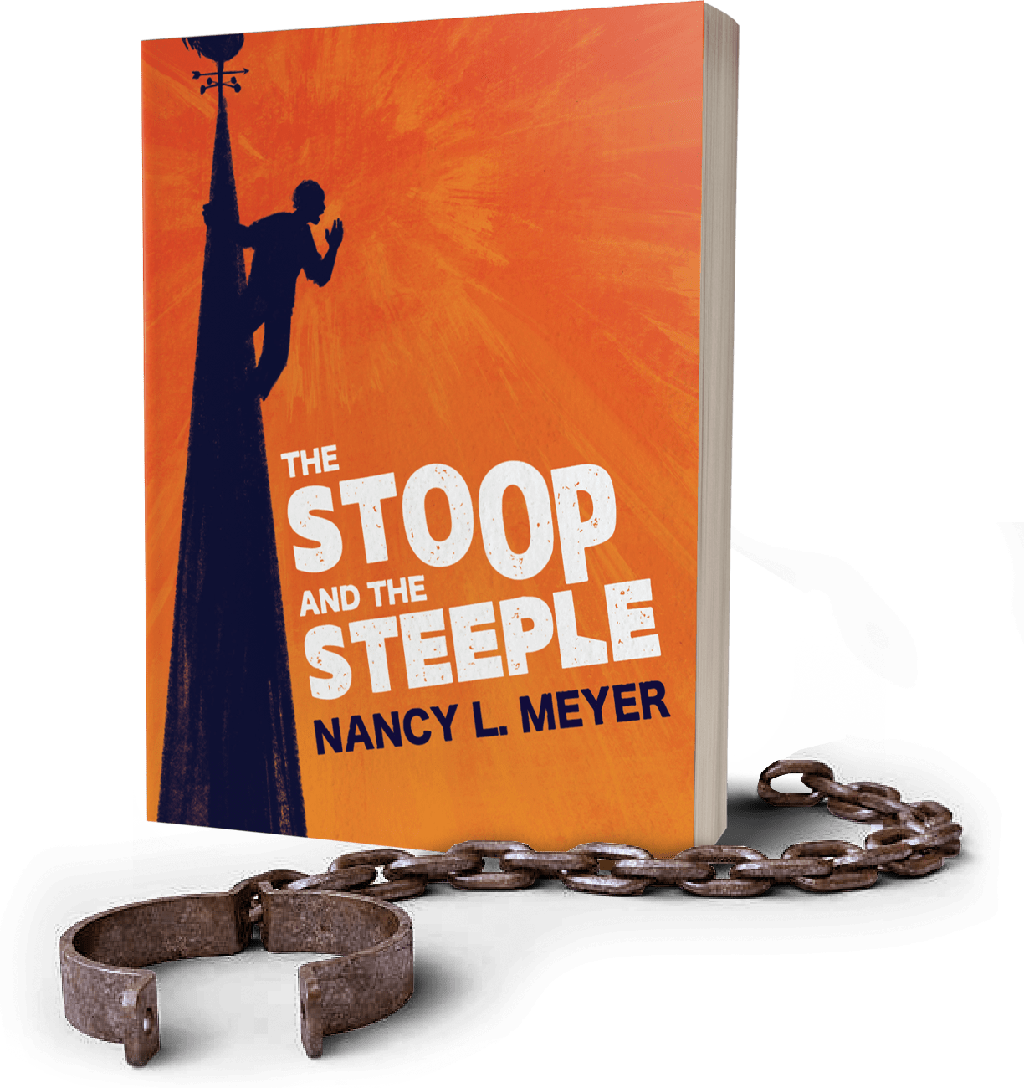 THE
STOOP
AND THE
STEEPLE
NANCY L. MEYER